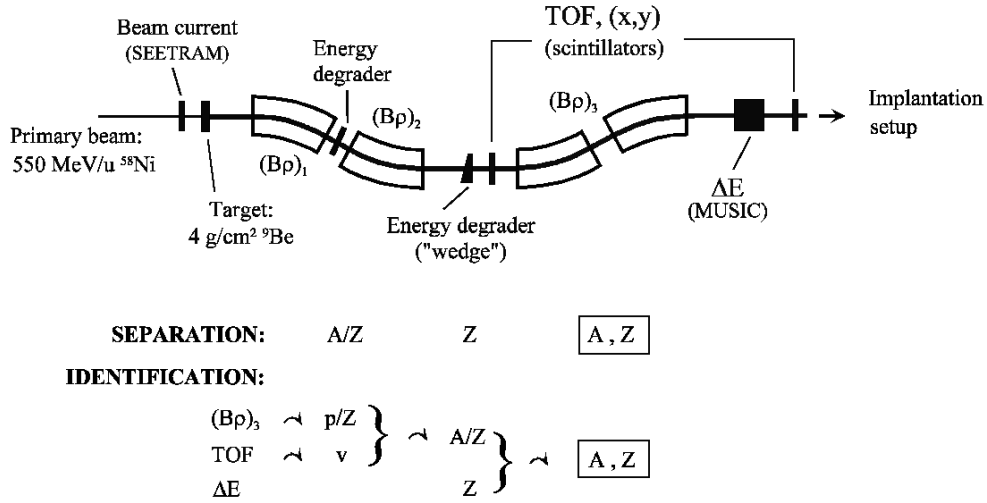 Beam current
(SEETRAM)
Energy
degrader
TOF, (x,y)
(scintillators)
(Bρ)₂
(Bρ)₃
Implantation
setup
Primary beam:
550 MeV/u ⁵⁸Ni
(Bρ)₁
Target:
4 g/cm² ⁹Be
Energy degrader
("wedge")
ΔE
(MUSIC)
SEPARATION: A/Z Z A , Z
IDENTIFICATION:
(Bρ)₃ p/Z
TOF v
A/Z
ΔE Z
A , Z